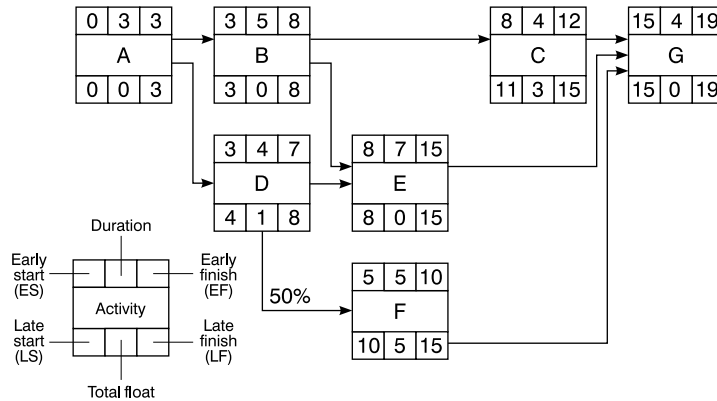 0 3 3
A
0 0 3
3 5 8
B
3 0 8
8 4 12
C
11 3 15
15 4 19
G
15 0 19
3 4 7
D
4 1 8
8 7 15
E
8 0 15
50%
5 5 10
F
10 5 15
Duration
Early
start
(ES)
Early
finish
(EF)
Activity
Late
start
(LS)
Late
finish
(LF)
Total float